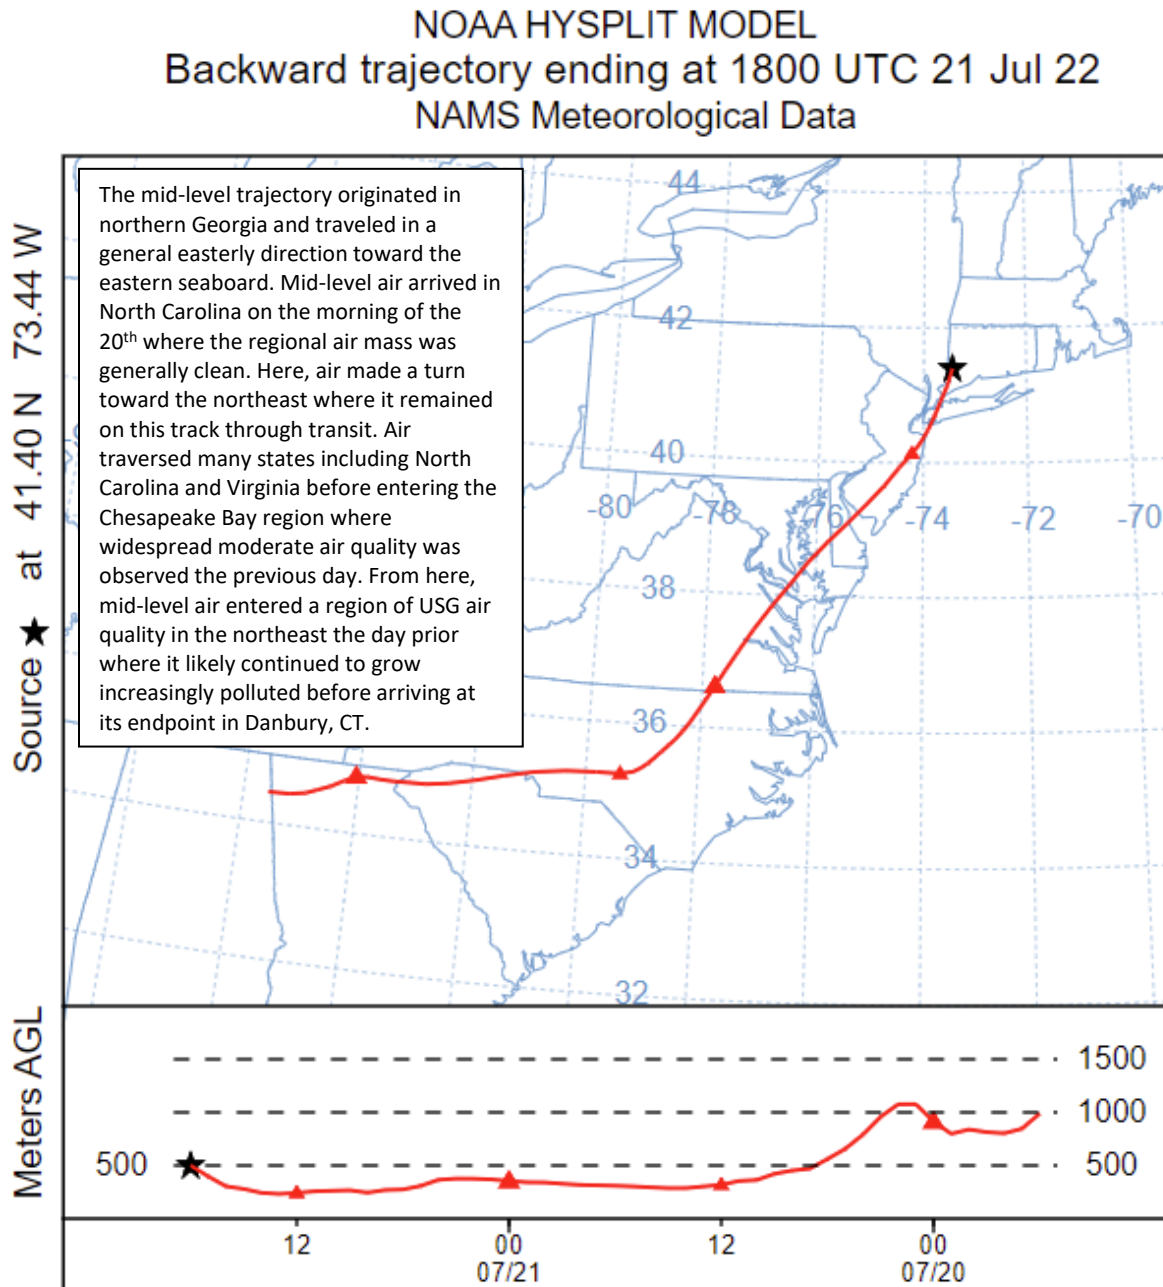 NOAA HYSPLIT MODEL
Backward trajectory ending at 1800 UTC 21 Jul 22
NAMS Meteorological Data
Source ★ at 41.40 N 73.44 W
The mid-level trajectory originated in
northern Georgia and traveled in a
general easterly direction toward the
eastern seaboard. Mid-level air arrived in
North Carolina on the morning of the
20th where the regional air mass was
generally clean. Here, air made a turn
toward the northeast where it remained
on this track through transit. Air
traversed many states including North
Carolina and Virginia before entering the
Chesapeake Bay region where
widespread moderate air quality was
observed the previous day. From here,
mid-level air entered a region of USG air
quality in the northeast the day prior
where it likely continued to grow
increasingly polluted before arriving at
its endpoint in Danbury, CT.
44
42
40
-80 -78 -76 -74 -72 -70
38
36
34
32
Meters AGL
1500
1000
500 500
12 00 12 00
07/21 07/20